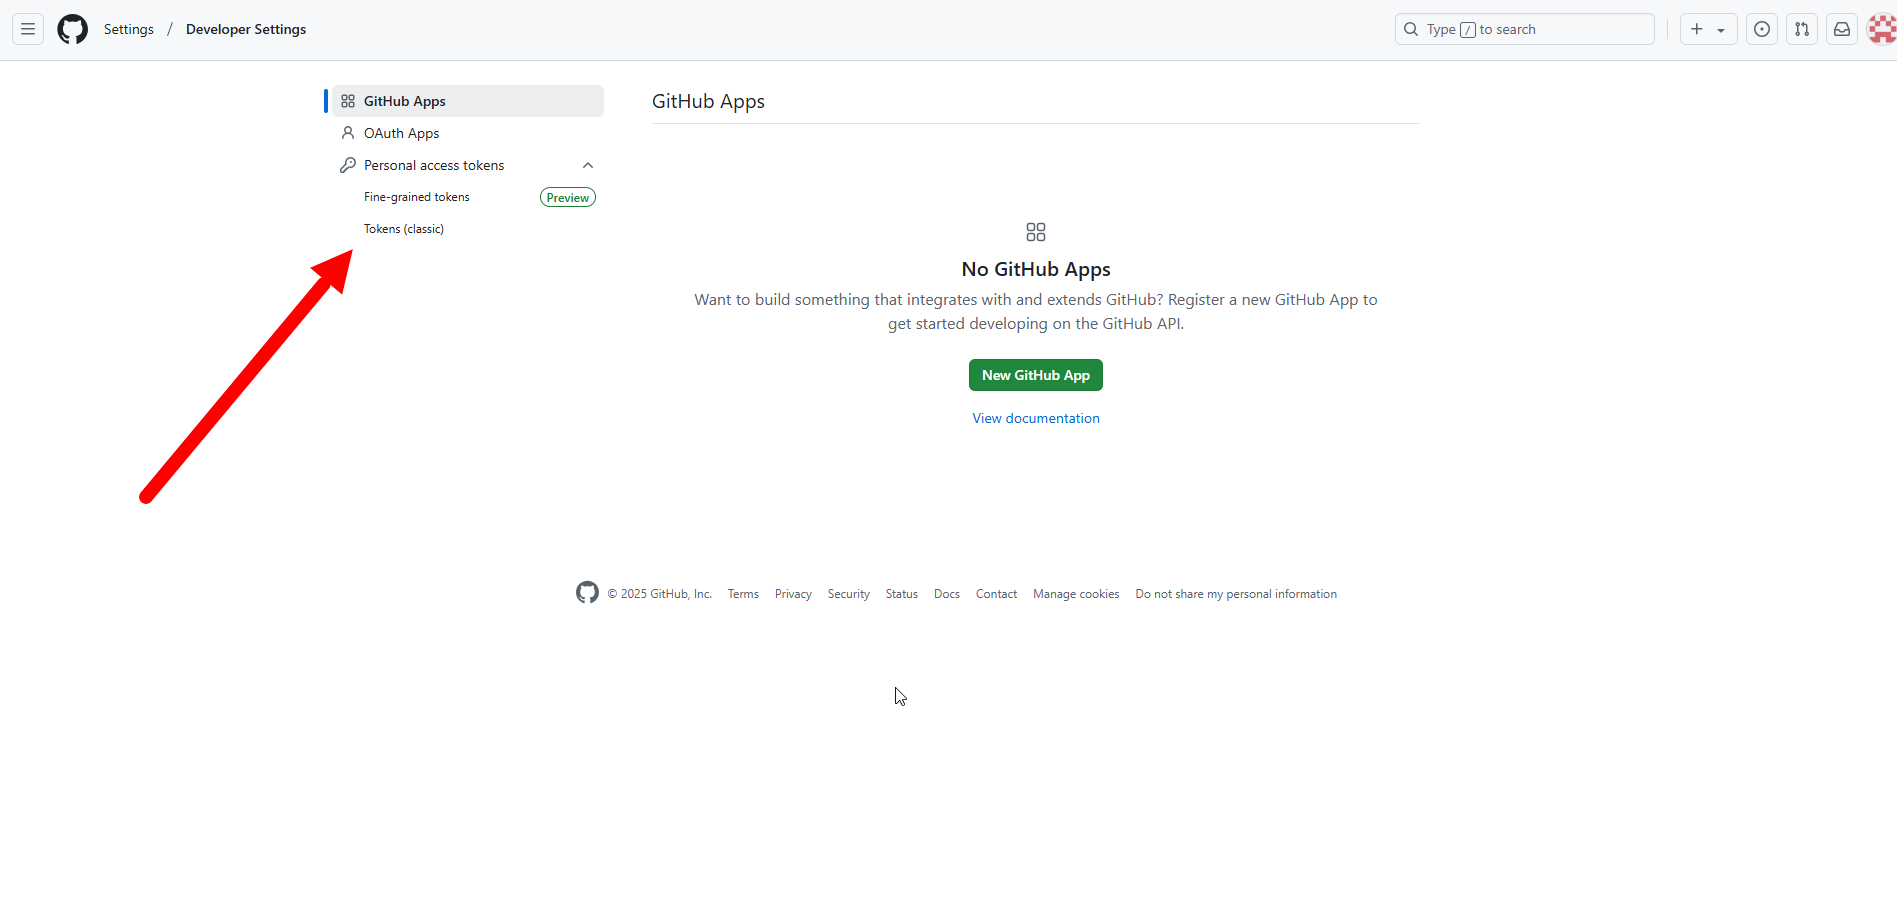 Settings / Developer Settings
Type / to search
GitHub Apps
OAuth Apps
Personal access tokens
Fine-grained tokens Preview
Tokens (classic)
GitHub Apps
No GitHub Apps
Want to build something that integrates with and extends GitHub? Register a new GitHub App to
get started developing on the GitHub API.
New GitHub App
View documentation
© 2025 GitHub, Inc. Terms Privacy Security Status Docs Contact Manage cookies Do not share my personal information